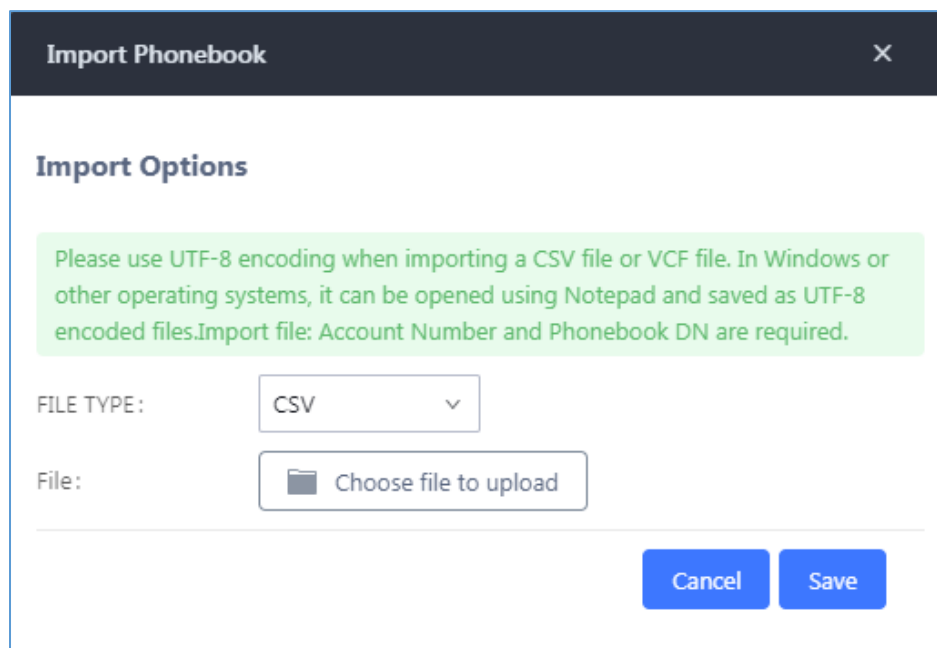 Import Phonebook
Import Options
Please use UTF-8 encoding when importing a CSV file or VCF file. In Windows or
other operating systems, it can be opened using Notepad and saved as UTF-8
encoded files.Import file: Account Number and Phonebook DN are required.
FILE TYPE: CSV
File: Choose file to upload
Cancel Save